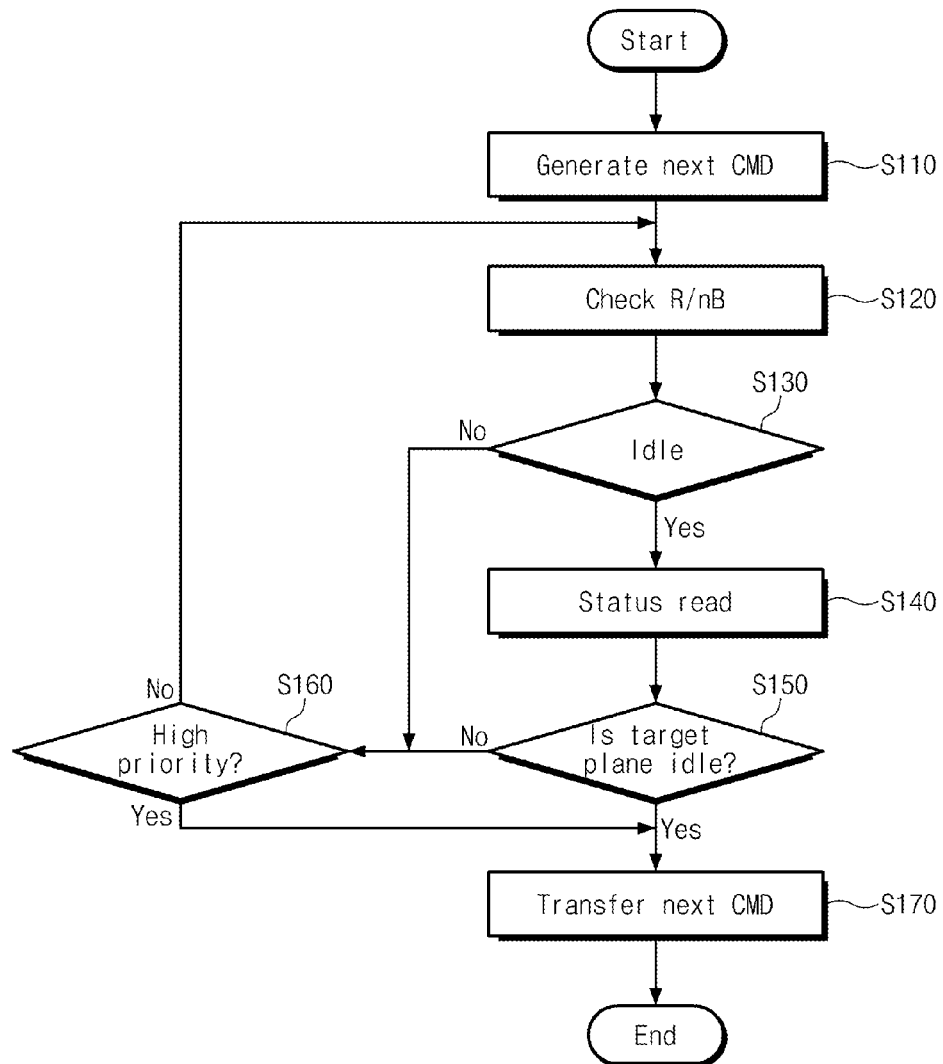 Start
Generate next CMD
S110
Check R/nB
S120
S130
No
Idle
Yes
Status read
S140
No
S160
S150
High
priority?
No
Is target
plane idle?
Yes
Yes
Transfer next CMD
S170
End